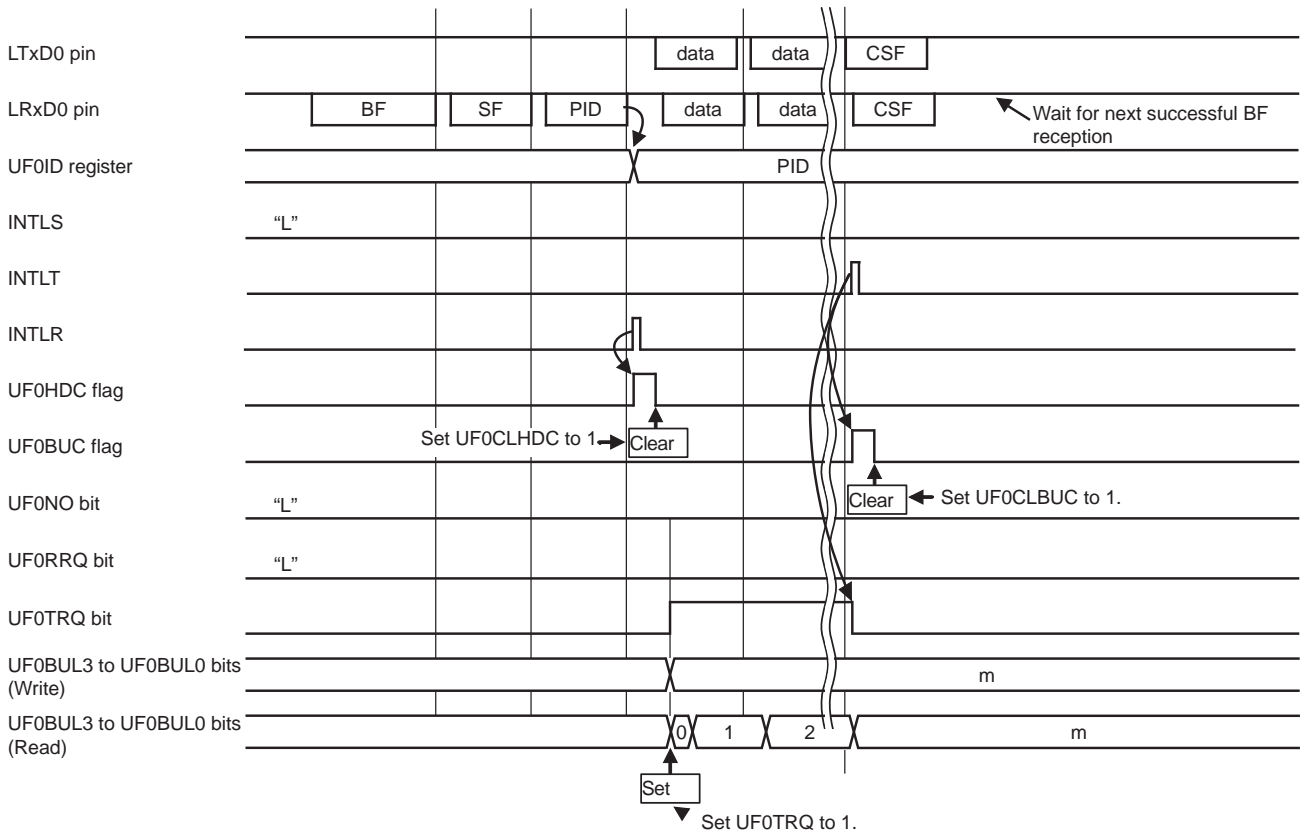 LTxD0 pin
data data CSF
LRxD0 pin
BF SF PID data data CSF
Wait for next successful BF
reception
UF0ID register
PID
INTLS
“L”
INTLT
INTLR
UF0HDC flag
Set UF0CLHDC to 1.
Clear
UF0BUC flag
Clear
Set UF0CLBUC to 1.
UF0NO bit
“L”
UF0RRQ bit
“L”
UF0TRQ bit
UF0BUL3 to UF0BUL0 bits
(Write)
m
UF0BUL3 to UF0BUL0 bits
(Read)
0 1 2 m
Set
Set UF0TRQ to 1.